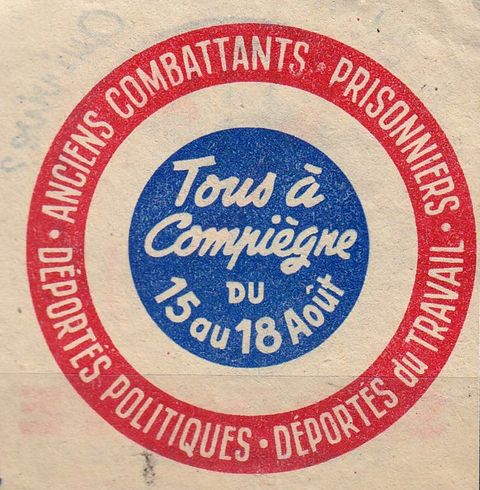 · ANCIENS COMBATTANTS · PRISONNIERS ·
DÉPORTÉS POLITIQUES · DÉPORTÉS du TRAVAIL
Tous à
Compiègne
DU
15 au 18 Août